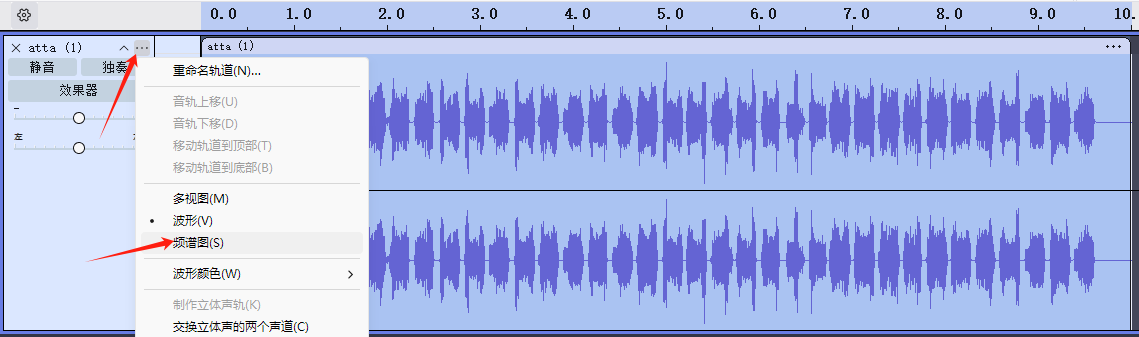 0.0 1.0 2.0 3.0 4.0 5.0 6.0 7.0 8.0 9.0 10.
atta (1)
atta (1)
静音 独奏
效果器
左
重命名轨道(N)...
音轨上移(U)
音轨下移(D)
移动轨道到顶部(T)
移动轨道到底部(B)
多视图(M)
波形(V)
频谱图(S)
波形颜色(W)
制作立体声轨(K)
交换立体声的两个声道(C)